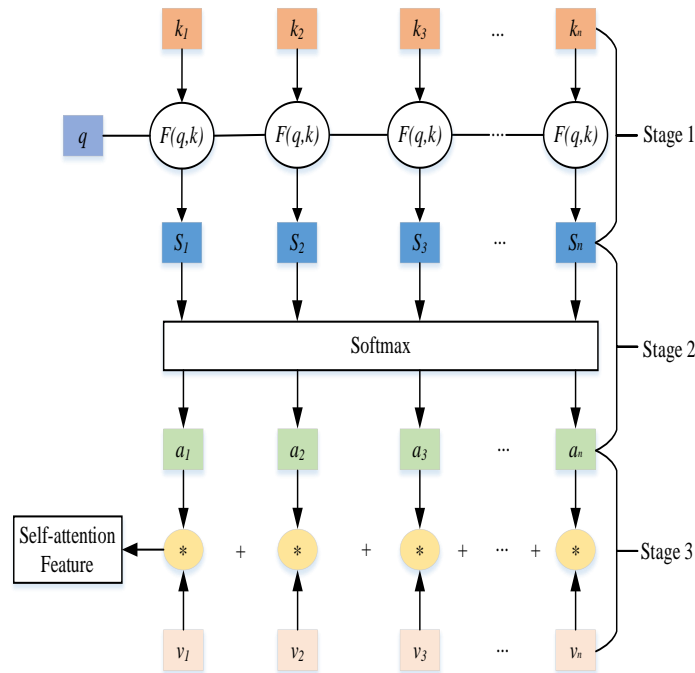 k₁ k₂ k₃ ... kₙ
q F(q,k) F(q,k) F(q,k) ... F(q,k)
Stage 1
S₁ S₂ S₃ ... Sₙ
Softmax
Stage 2
a₁ a₂ a₃ ... aₙ
Self-attention
Feature
* + * + * + ... + *
Stage 3
v₁ v₂ v₃ ... vₙ